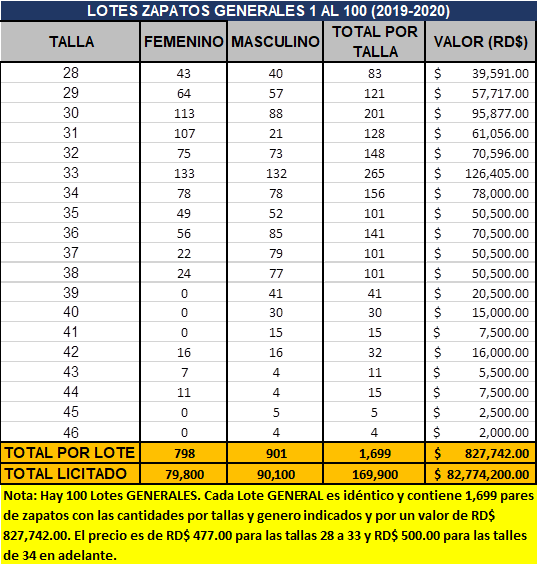 LOTES ZAPATOS GENERALES 1 AL 100 (2019-2020)
TALLA FEMENINO MASCULINO TOTAL POR TALLA VALOR (RD$)
28 43 40 83 $ 39,591.00
29 64 57 121 $ 57,717.00
30 113 88 201 $ 95,877.00
31 107 21 128 $ 61,056.00
32 75 73 148 $ 70,596.00
33 133 132 265 $ 126,405.00
34 78 78 156 $ 78,000.00
35 49 52 101 $ 50,500.00
36 56 85 141 $ 70,500.00
37 22 79 101 $ 50,500.00
38 24 77 101 $ 50,500.00
39 0 41 41 $ 20,500.00
40 0 30 30 $ 15,000.00
41 0 15 15 $ 7,500.00
42 16 16 32 $ 16,000.00
43 7 4 11 $ 5,500.00
44 11 4 15 $ 7,500.00
45 0 5 5 $ 2,500.00
46 0 4 4 $ 2,000.00
TOTAL POR LOTE 798 901 1,699 $ 827,742.00
TOTAL LICITADO 79,800 90,100 169,900 $ 82,774,200.00
Nota: Hay 100 Lotes GENERALES. Cada Lote GENERAL es idéntico y contiene 1,699 pares
de zapatos con las cantidades por tallas y genero indicados y por un valor de RD$
827,742.00. El precio es de RD$ 477.00 para las tallas 28 a 33 y RD$ 500.00 para las talles
de 34 en adelante.